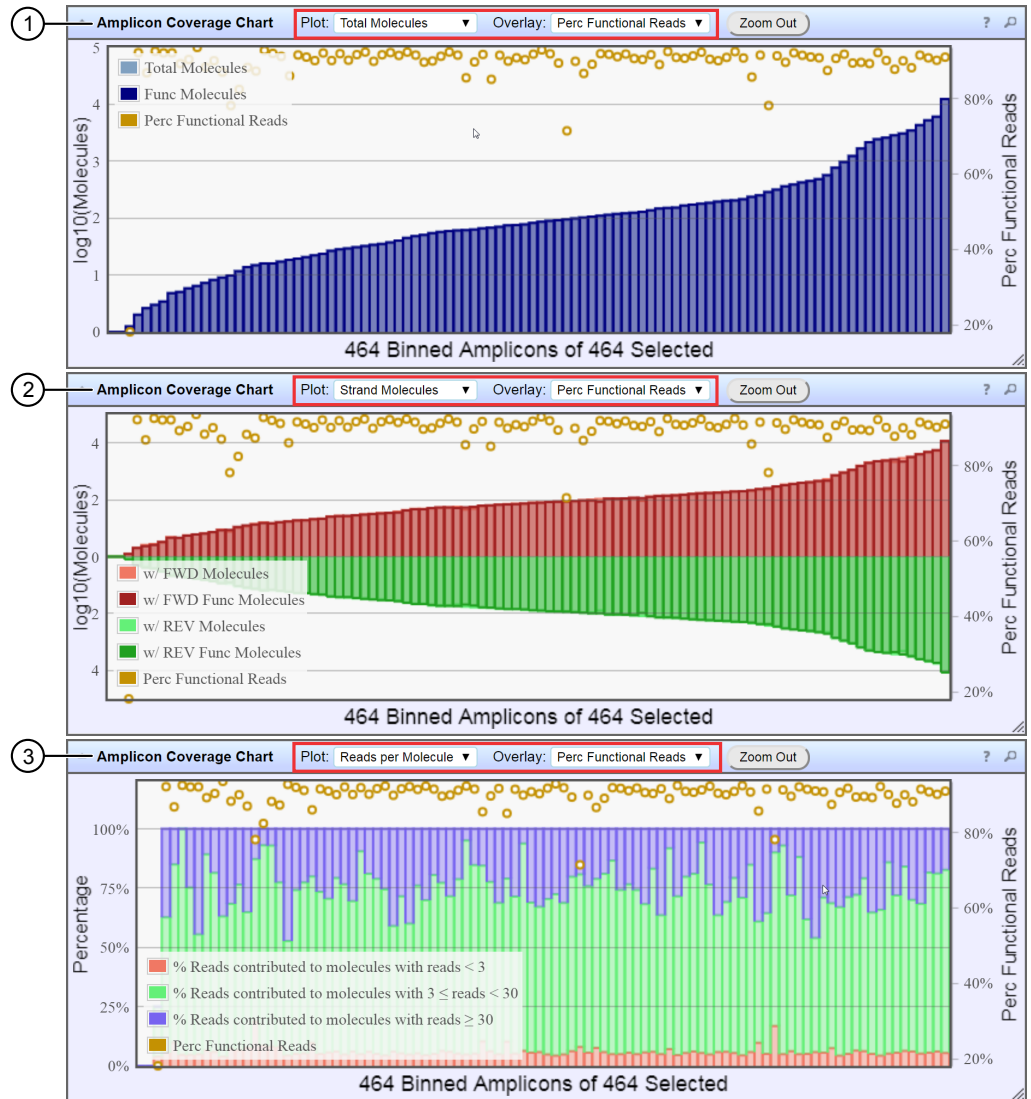 1 Amplicon Coverage Chart Plot: Total Molecules ▼ Overlay: Perc Functional Reads ▼ Zoom Out ?
5
4
3
2
1
0
log10(Molecules)
Total Molecules
Func Molecules
Perc Functional Reads
80%
60%
40%
20%
Perc Functional Reads
464 Binned Amplicons of 464 Selected
2 Amplicon Coverage Chart Plot: Strand Molecules ▼ Overlay: Perc Functional Reads ▼ Zoom Out ?
4
2
0
2
4
log10(Molecules)
w/ FWD Molecules
w/ FWD Func Molecules
w/ REV Molecules
w/ REV Func Molecules
Perc Functional Reads
80%
60%
40%
20%
Perc Functional Reads
464 Binned Amplicons of 464 Selected
3 Amplicon Coverage Chart Plot: Reads per Molecule ▼ Overlay: Perc Functional Reads ▼ Zoom Out ?
100%
75%
50%
25%
0%
Percentage
% Reads contributed to molecules with reads < 3
% Reads contributed to molecules with 3 ≤ reads < 30
% Reads contributed to molecules with reads ≥ 30
Perc Functional Reads
80%
60%
40%
20%
Perc Functional Reads
464 Binned Amplicons of 464 Selected